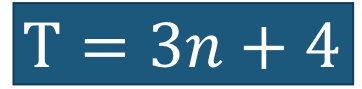 T = 3n + 4